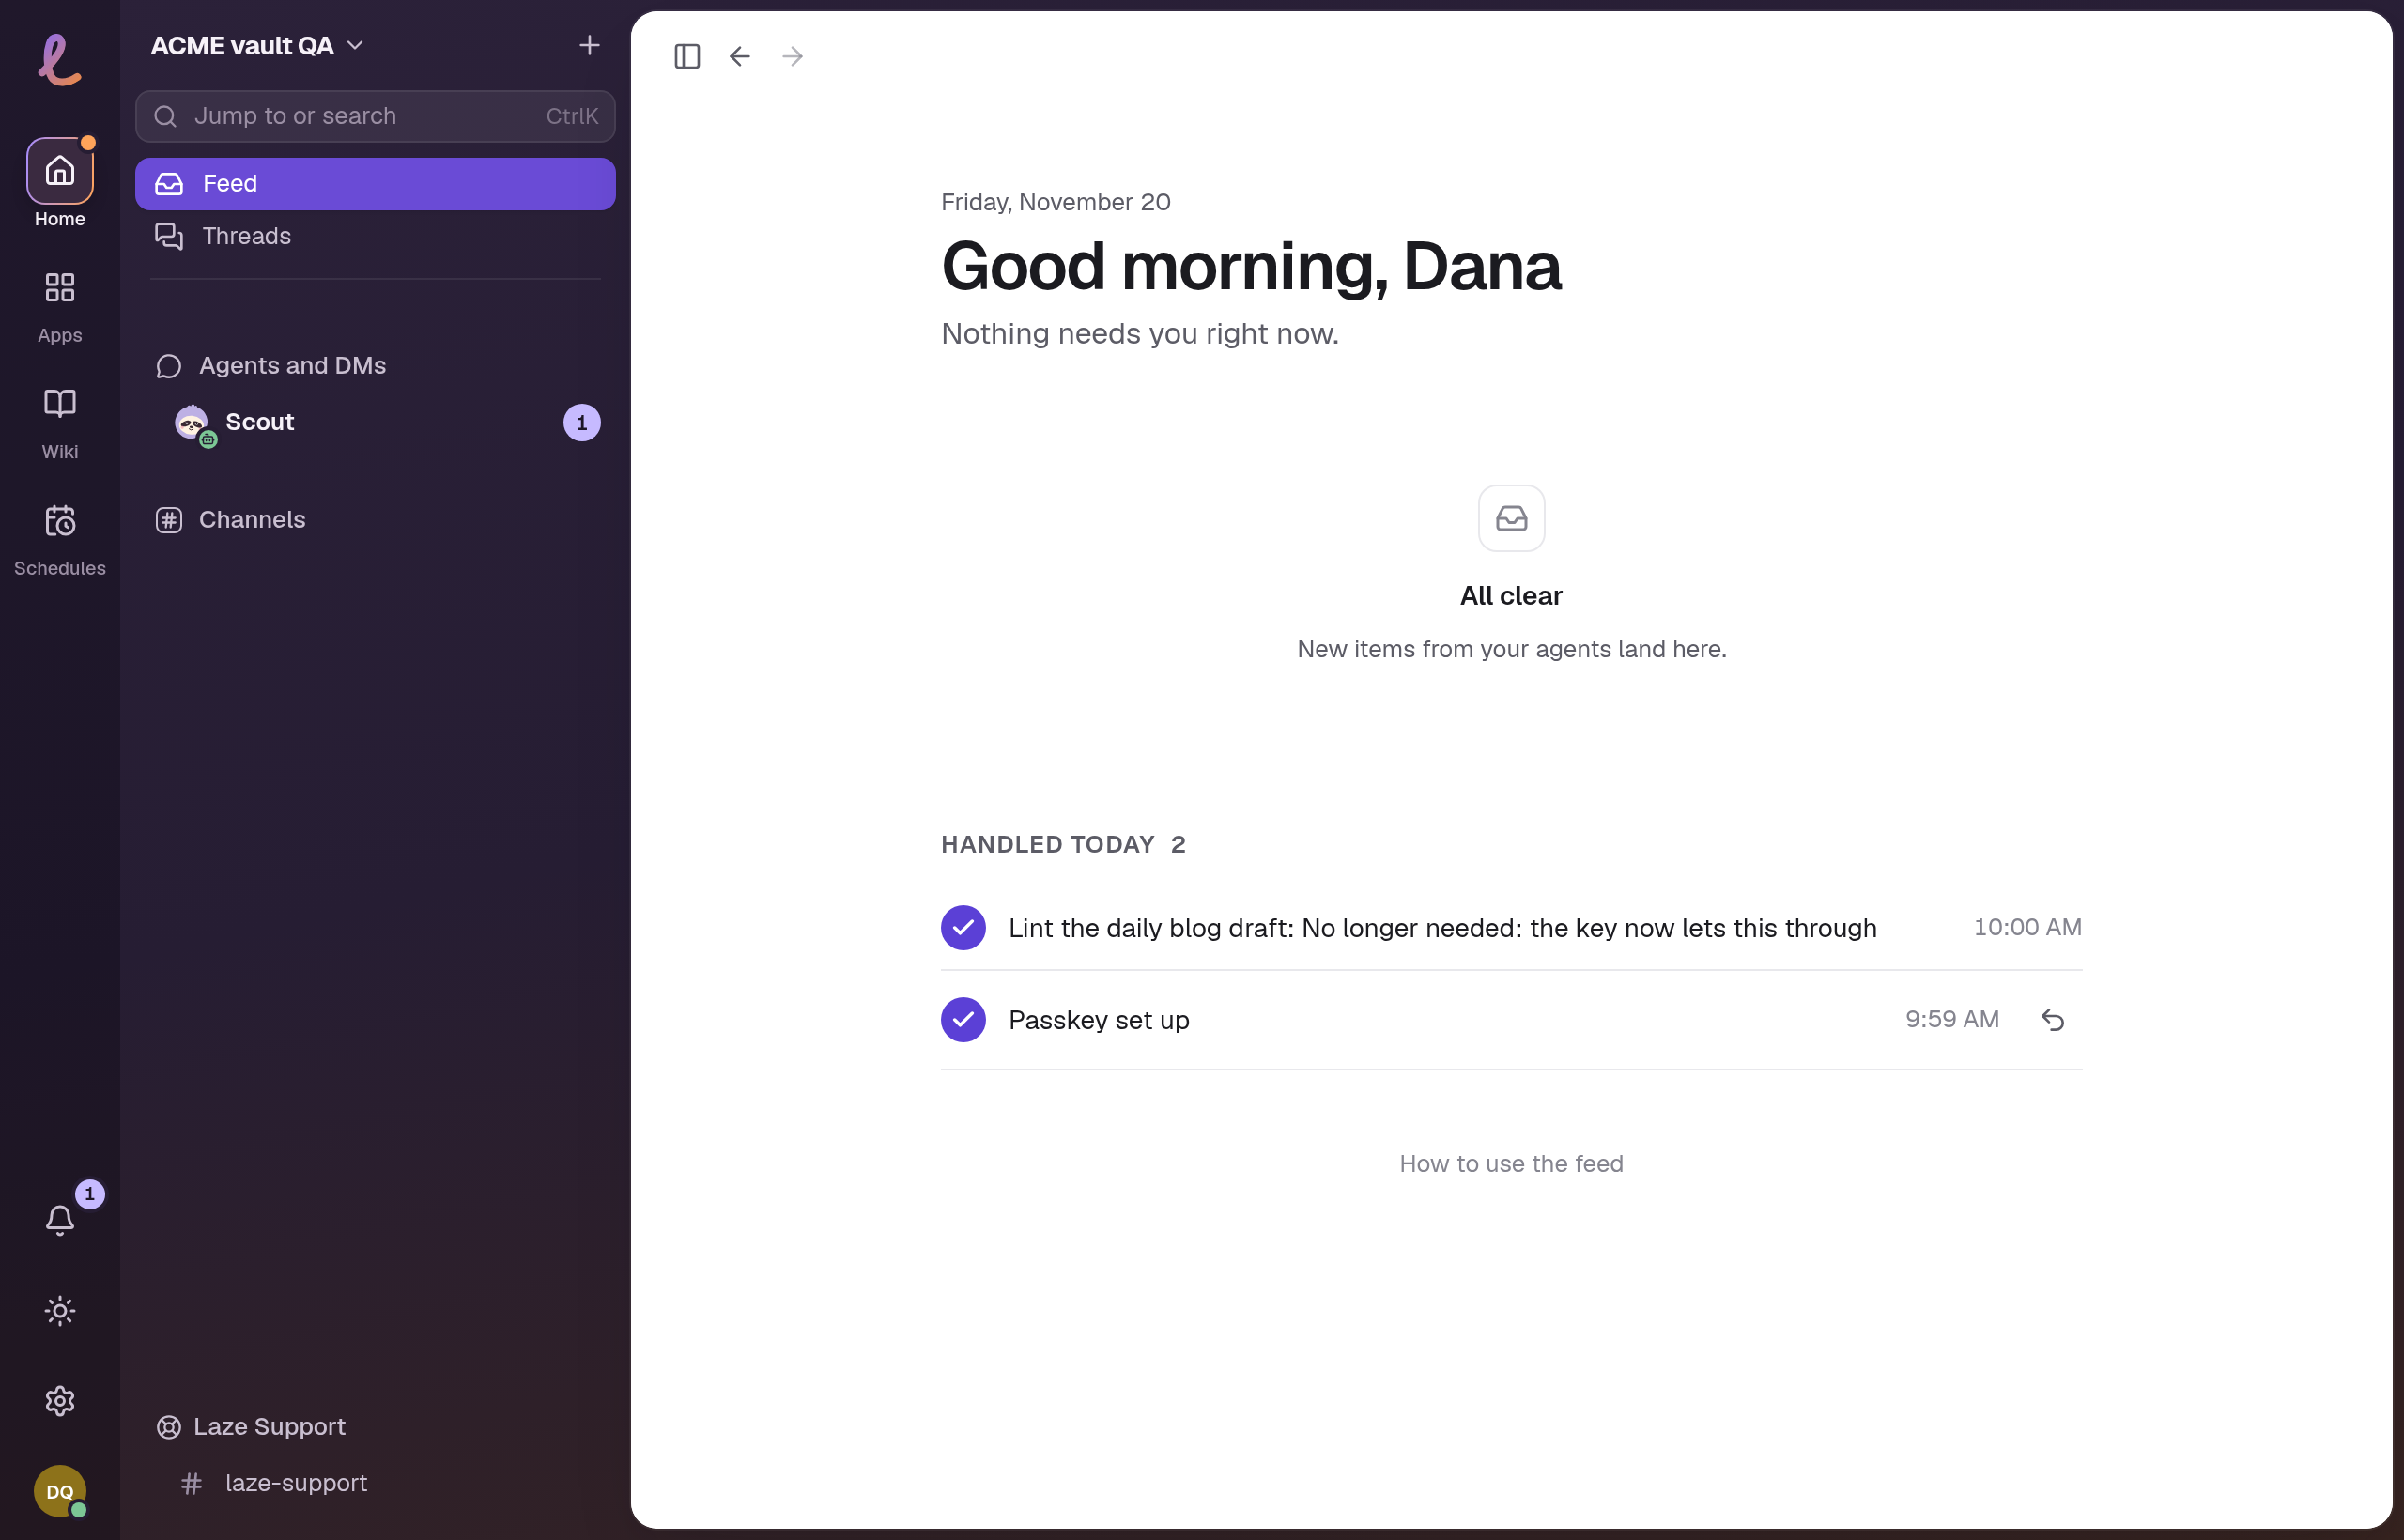 ACME vault QA
Jump to or search CtrlK
Home
Feed
Threads
Apps
Wiki
Schedules
Agents and DMs
Scout 1
Channels
1
Laze Support
laze-support
DQ
Friday, November 20
Good morning, Dana
Nothing needs you right now.
All clear
New items from your agents land here.
HANDLED TODAY 2
Lint the daily blog draft: No longer needed: the key now lets this through 10:00 AM
Passkey set up 9:59 AM
How to use the feed